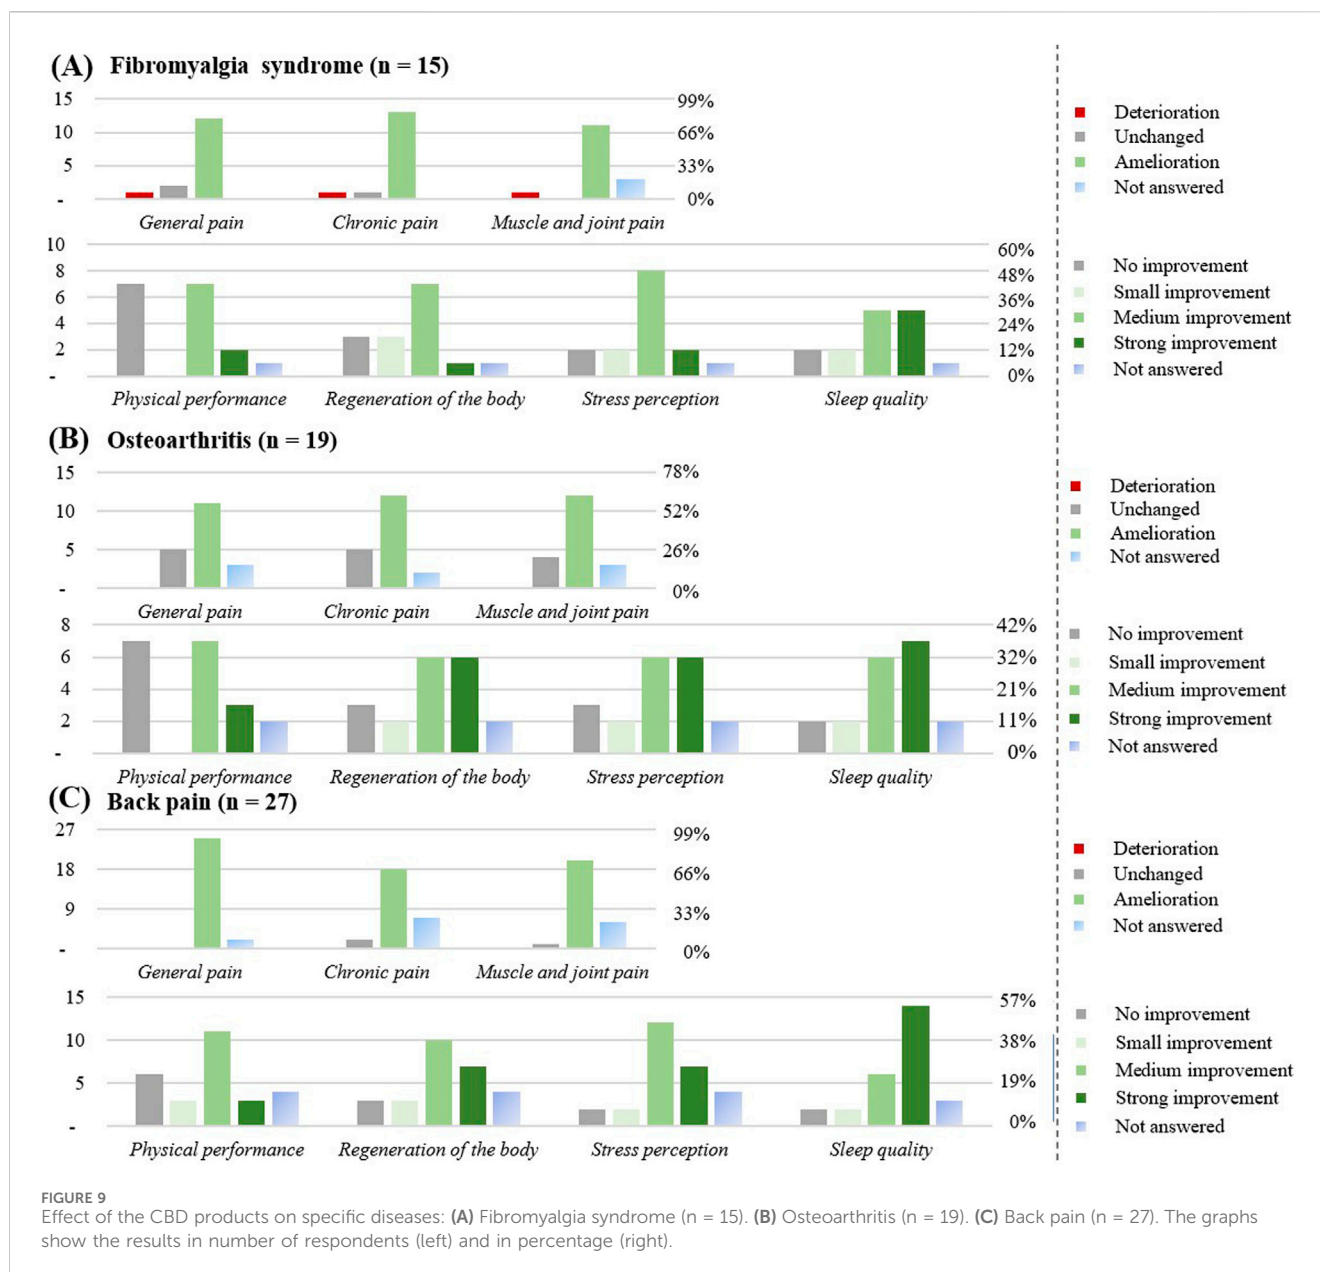 (A) Fibromyalgia syndrome (n = 15)
15 99%
10 66%
5 33%
- 0%
General pain Chronic pain Muscle and joint pain
Deterioration
Unchanged
Amelioration
Not answered
10 60%
8 48%
6 36%
4 24%
2 12%
- 0%
Physical performance Regeneration of the body Stress perception Sleep quality
No improvement
Small improvement
Medium improvement
Strong improvement
Not answered
(B) Osteoarthritis (n = 19)
15 78%
10 52%
5 26%
- 0%
General pain Chronic pain Muscle and joint pain
Deterioration
Unchanged
Amelioration
Not answered
8 42%
6 32%
4 21%
2 11%
- 0%
Physical performance Regeneration of the body Stress perception Sleep quality
No improvement
Small improvement
Medium improvement
Strong improvement
Not answered
(C) Back pain (n = 27)
27 99%
18 66%
9 33%
- 0%
General pain Chronic pain Muscle and joint pain
Deterioration
Unchanged
Amelioration
Not answered
15 57%
10 38%
5 19%
- 0%
Physical performance Regeneration of the body Stress perception Sleep quality
No improvement
Small improvement
Medium improvement
Strong improvement
Not answered
FIGURE 9
Effect of the CBD products on specific diseases: (A) Fibromyalgia syndrome (n = 15). (B) Osteoarthritis (n = 19). (C) Back pain (n = 27). The graphs
show the results in number of respondents (left) and in percentage (right).